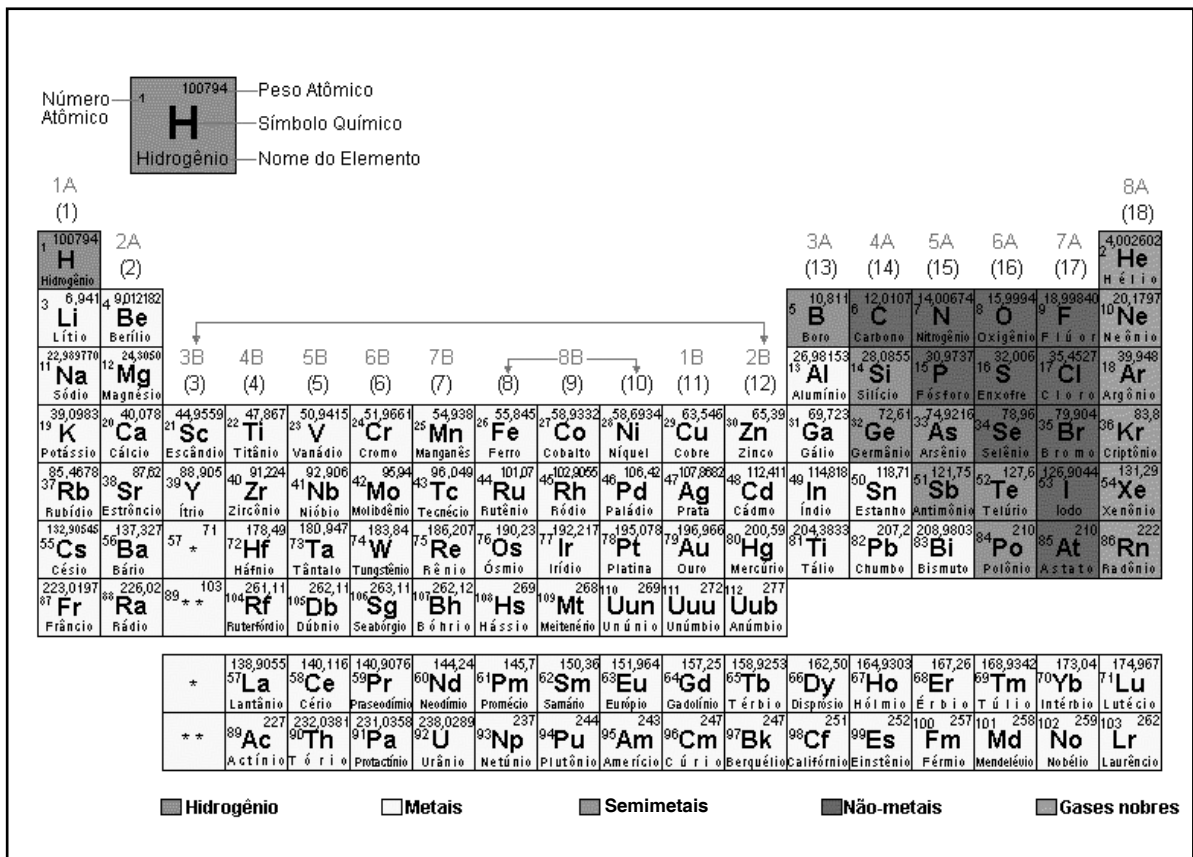 100794 Peso Atômico
Número Atômico 1
H Símbolo Químico
Hidrogênio Nome do Elemento
1A 8A
(1) (18)
1 100794 2A 3A 4A 5A 6A 7A 2 4,002602
H (2) (13) (14) (15) (16) (17) He
Hidrogênio Hélio
3 6,941 4 9,012182 5 10,811 6 12,0107 7 14,00674 8 15,9994 9 18,99840 10 20,1797
Li Be B C N O F Ne
Lítio Berílio Boro Carbono Nitrogênio Oxigênio Flúor Neônio
11 22,989770 12 24,3050 3B 4B 5B 6B 7B 8B 1B 2B 13 26,98153 14 28,0855 15 30,9737 16 32,006 17 35,4527 18 39,948
Na Mg (3) (4) (5) (6) (7) (8) (9) (10) (11) (12) Al Si P S Cl Ar
Sódio Magnésio Alumínio Silício Fósforo Enxofre Cloro Argônio
19 39,0983 20 40,078 21 44,9559 22 47,867 23 50,9415 24 51,9661 25 54,938 26 55,845 27 58,9332 28 58,6934 29 63,546 30 65,39 31 69,723 32 72,61 33 74,9216 34 78,96 35 79,904 36 83,8
K Ca Sc Ti V Cr Mn Fe Co Ni Cu Zn Ga Ge As Se Br Kr
Potássio Cálcio Escândio Titânio Vanádio Cromo Manganês Ferro Cobalto Níquel Cobre Zinco Gálio Germânio Arsênio Selênio Bromo Criptônio
37 85,4678 38 87,62 39 88,905 40 91,224 41 92,906 42 95,94 43 96,049 44 101,07 45 102,9055 46 106,42 47 107,8682 48 112,411 49 114,818 50 118,71 51 121,75 52 127,6 53 126,9044 54 131,29
Rb Sr Y Zr Nb Mo Tc Ru Rh Pd Ag Cd In Sn Sb Te I Xe
Rubídio Estrôncio Ítrio Zircônio Nióbio Molibdênio Tecnécio Rutênio Ródio Paládio Prata Cádmo Índio Estanho Antimônio Telúrio Iodo Xenônio
55 132,90545 56 137,327 57 71 72 178,49 73 180,947 74 183,84 75 186,207 76 190,23 77 192,217 78 195,078 79 196,966 80 200,59 81 204,3833 82 207,2 83 208,9803 84 210 85 210 86 222
Cs Ba * Hf Ta W Re Os Ir Pt Au Hg Ti Pb Bi Po At Rn
Césio Bário Háfnio Tântalo Tungstênio Rênio Ósmio Irídio Platina Ouro Mercúrio Tálio Chumbo Bismuto Polônio Astato Radônio
87 223,0197 88 226,02 89 103 104 261,11 105 262,11 106 263,11 107 262,12 108 269 109 268 110 269 111 272 112 277
Fr Ra ** Rf Db Sg Bh Hs Mt Uun Uuu Uub
Frâncio Rádio Ruterfórdio Dúbnio Seabórgio Bóhrio Hássio Meitenério Unúnio Unúmbio Anúmbio
57 138,9055 58 140,116 59 140,9076 60 144,24 61 145,7 62 150,36 63 151,964 64 157,25 65 158,9253 66 162,50 67 164,9303 68 167,26 69 168,9342 70 173,04 71 174,967
* La Ce Pr Nd Pm Sm Eu Gd Tb Dy Ho Er Tm Yb Lu
Lantânio Cério Praseodímio Neodímio Promécio Samário Európio Gadolínio Térbio Disprósio Hólmio Érbio Túlio Intérbio Lutécio
89 227 90 232,0381 91 231,0358 92 238,0289 93 237 94 244 95 243 96 247 97 247 98 251 99 252 100 257 101 258 102 259 103 262
** Ac Th Pa U Np Pu Am Cm Bk Cf Es Fm Md No Lr
Actínio Tório Protactínio Urânio Netúnio Plutônio Amerício Cúrio Berquélio Califórnio Einstênio Férmio Mendelévio Nobélio Laurêncio
Hidrogênio Metais Semimetais Não-metais Gases nobres